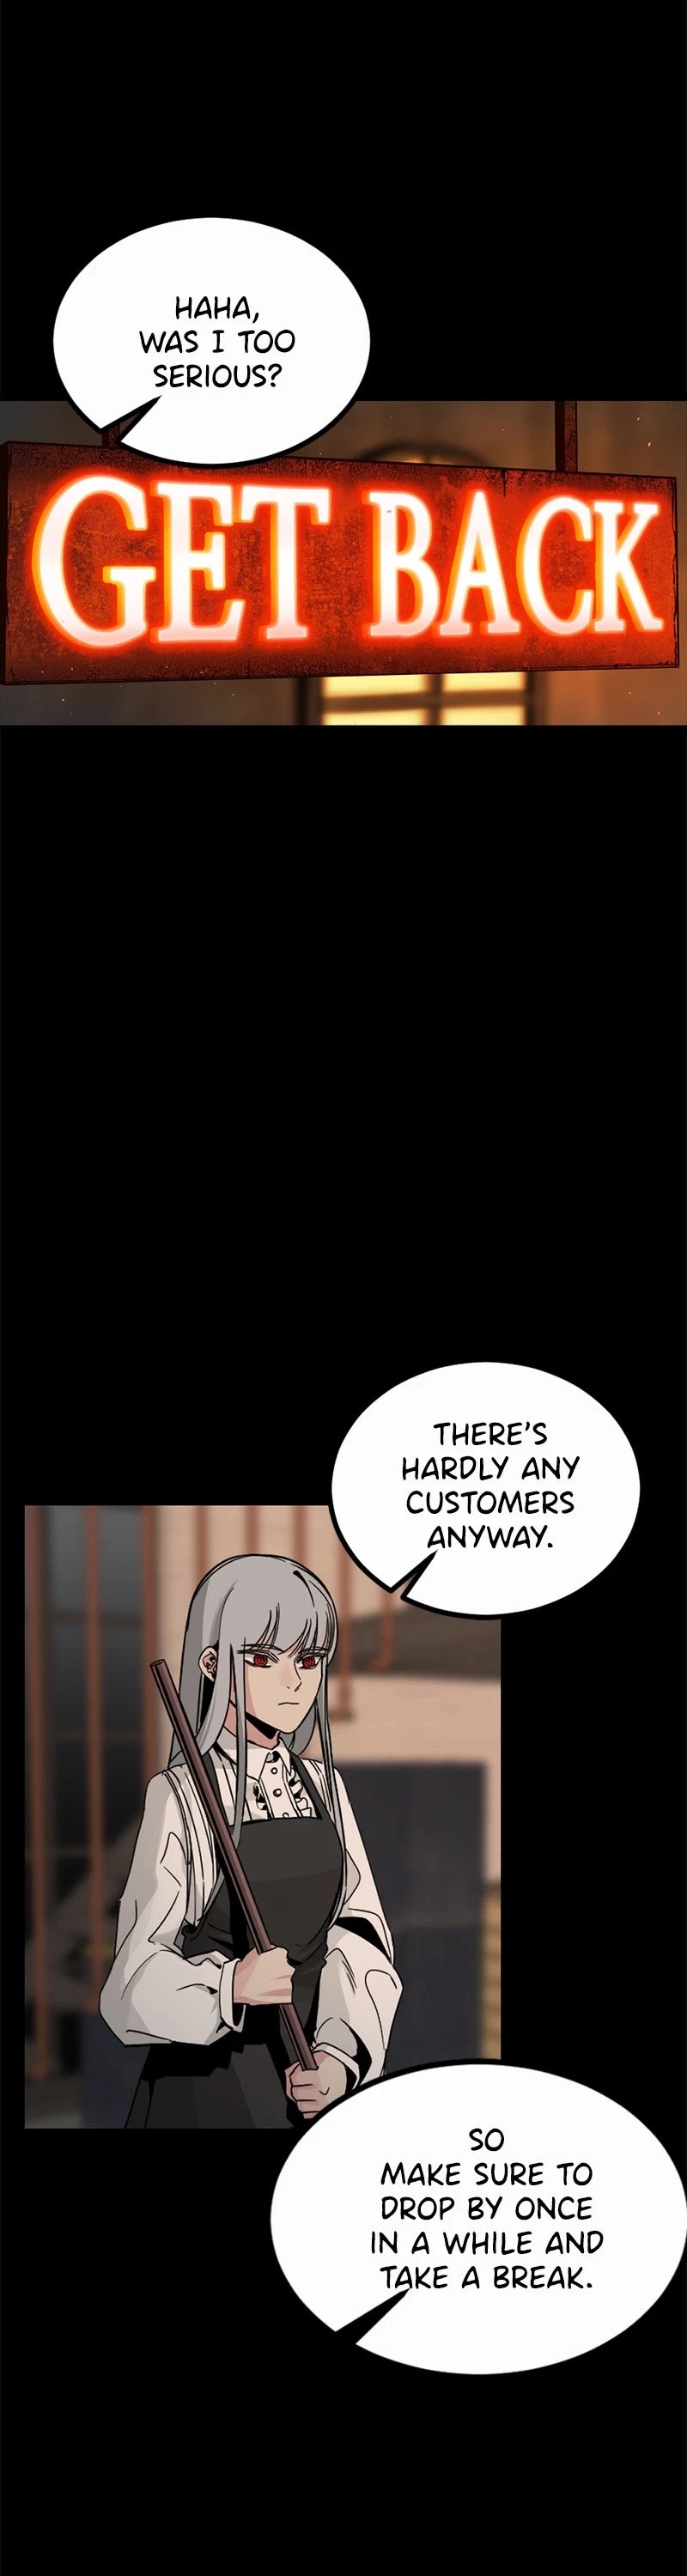 HAHA,
WAS I TOO
SERIOUS?
GET BACK
THERE'S
HARDLY ANY
CUSTOMERS
ANYWAY.
SO
MAKE SURE TO
DROP BY ONCE
IN A WHILE AND
TAKE A BREAK.